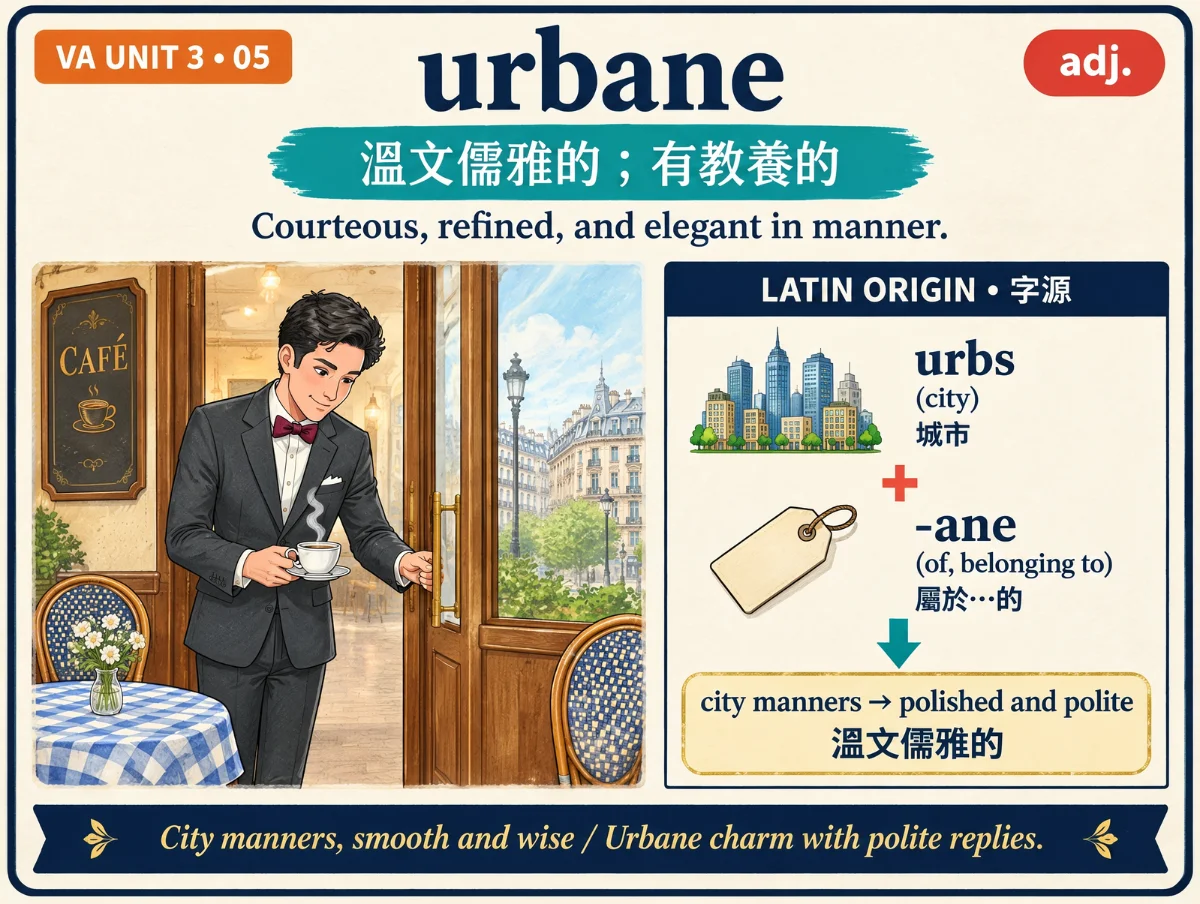 VA UNIT 3 • 05
urbane
adj.
溫文儒雅的；有教養的
Courteous, refined, and elegant in manner.
CAFÉ
LATIN ORIGIN • 字源
urbs
(city)
城市
+
-ane
(of, belonging to)
屬於…的
city manners → polished and polite
溫文儒雅的
City manners, smooth and wise / Urbane charm with polite replies.